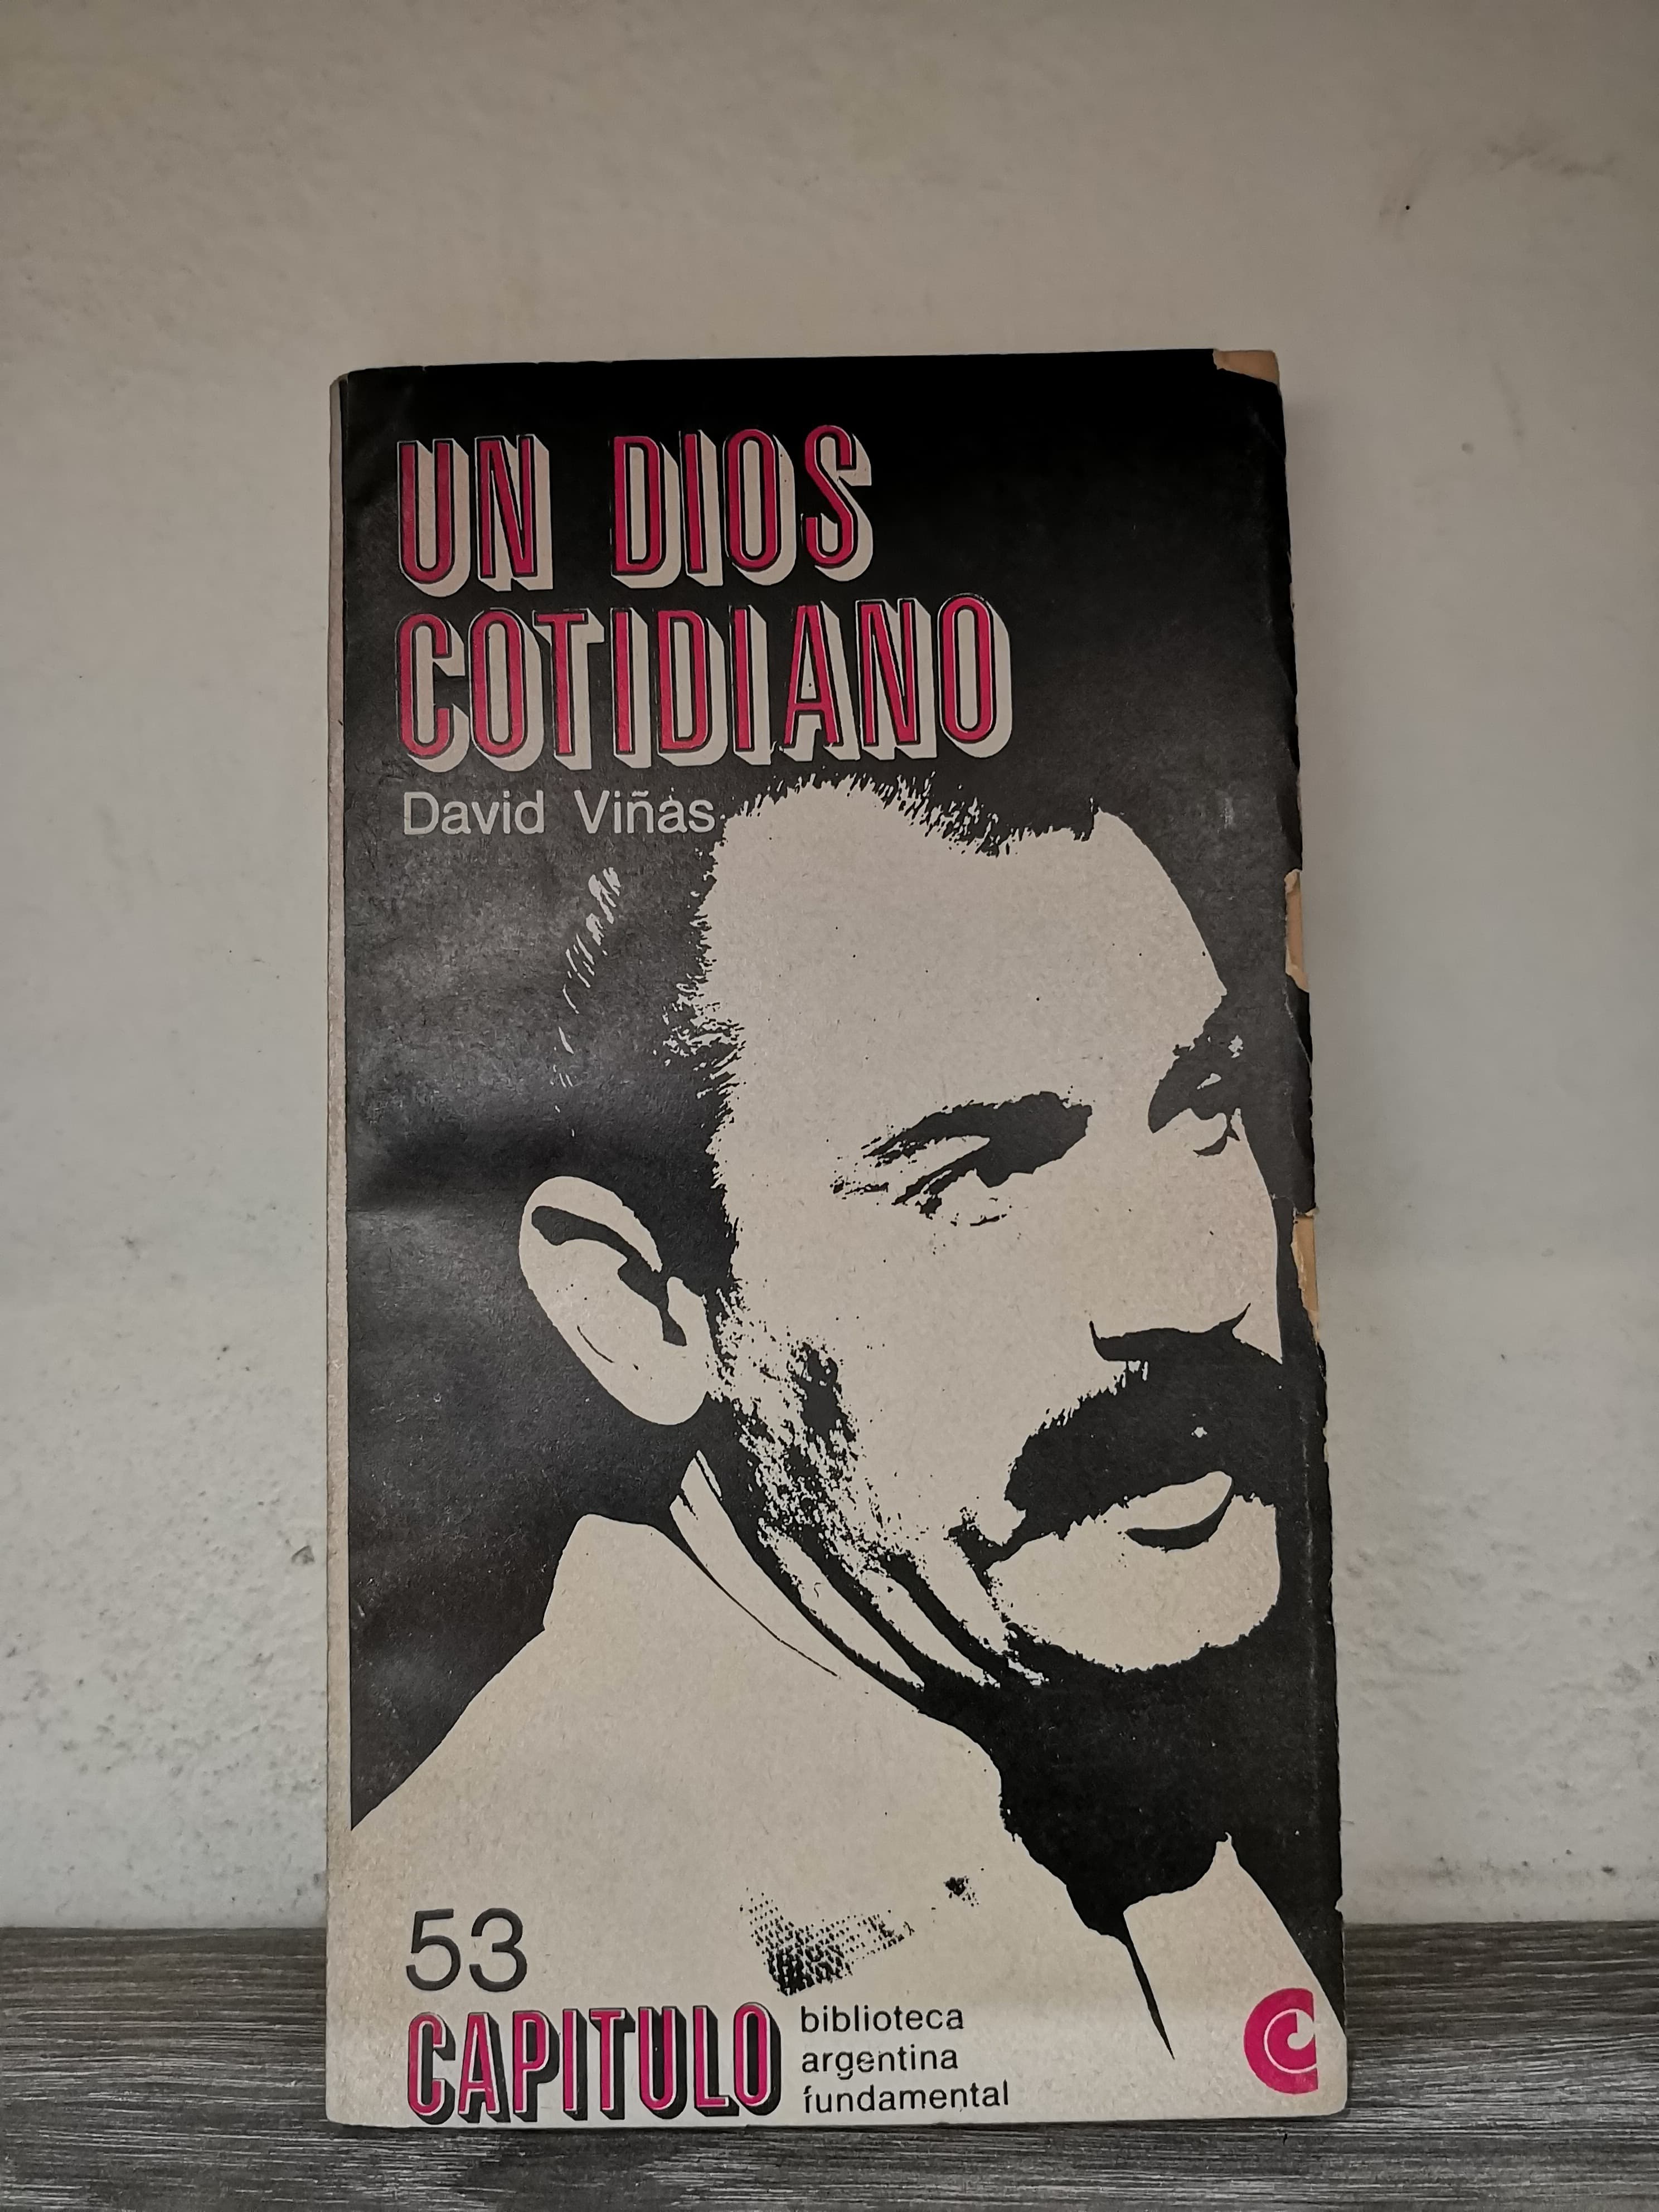 UN DIOS
COTIDIANO
David Viñas
53
CAPITULO
biblioteca
argentina
fundamental